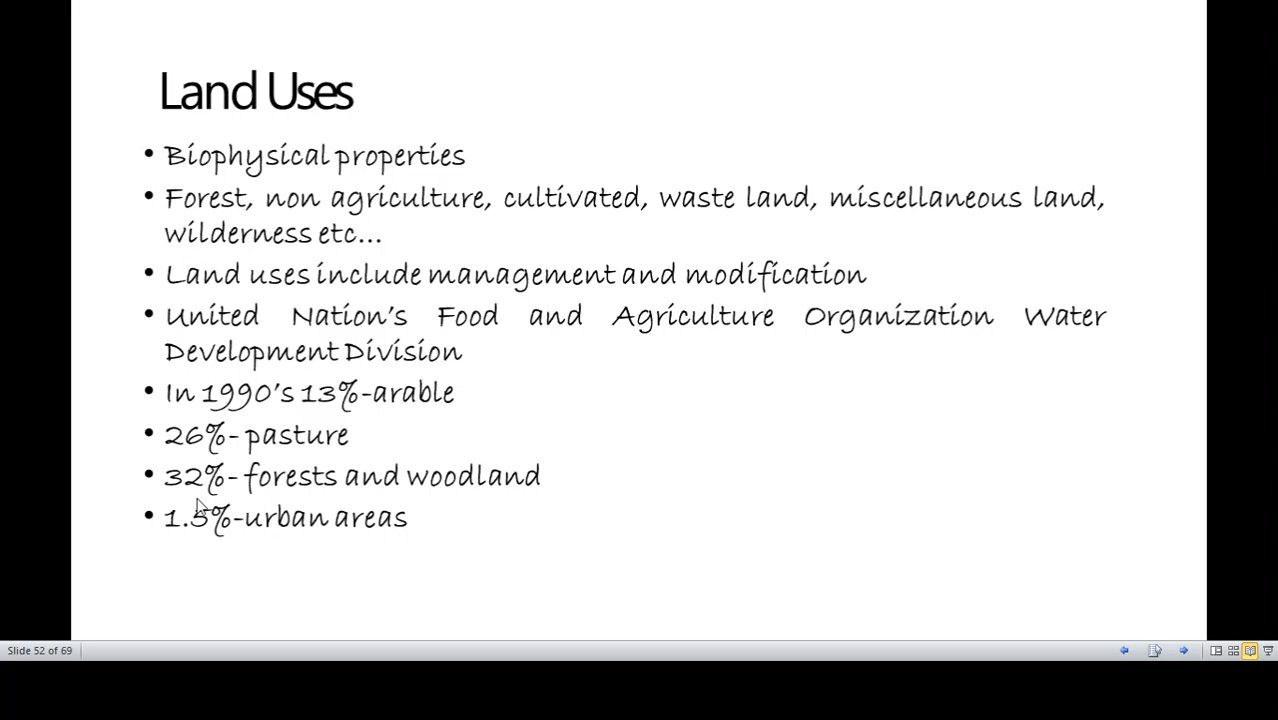 Land Uses
• Biophysical properties
• Forest, non agriculture, cultivated, waste land, miscellaneous land,
wilderness etc...
• Land uses include management and modification
• United Nation's Food and Agriculture Organization Water
Development Division
• In 1990's 13%-arable
• 26%- pasture
• 32%- forests and woodland
• 1.5%-urban areas
Slide 52 of 69